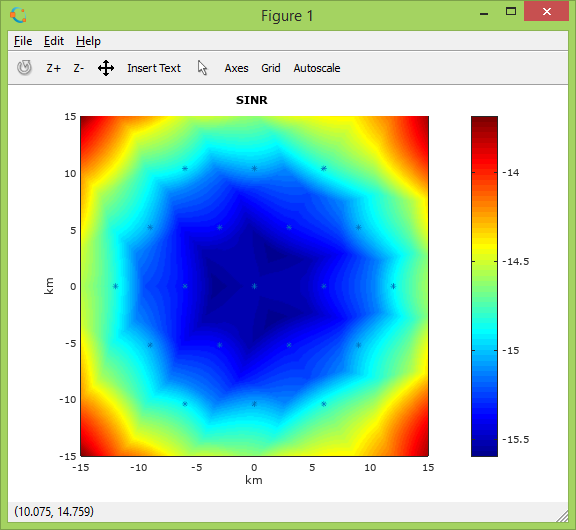 Figure 1
File Edit Help
Z+ Z- Insert Text Axes Grid Autoscale
SINR
15
10
5
0
-5
-10
-15
km
-15 -10 -5 0 5 10 15
km
-14
-14.5
-15
-15.5
(10.075, 14.759)